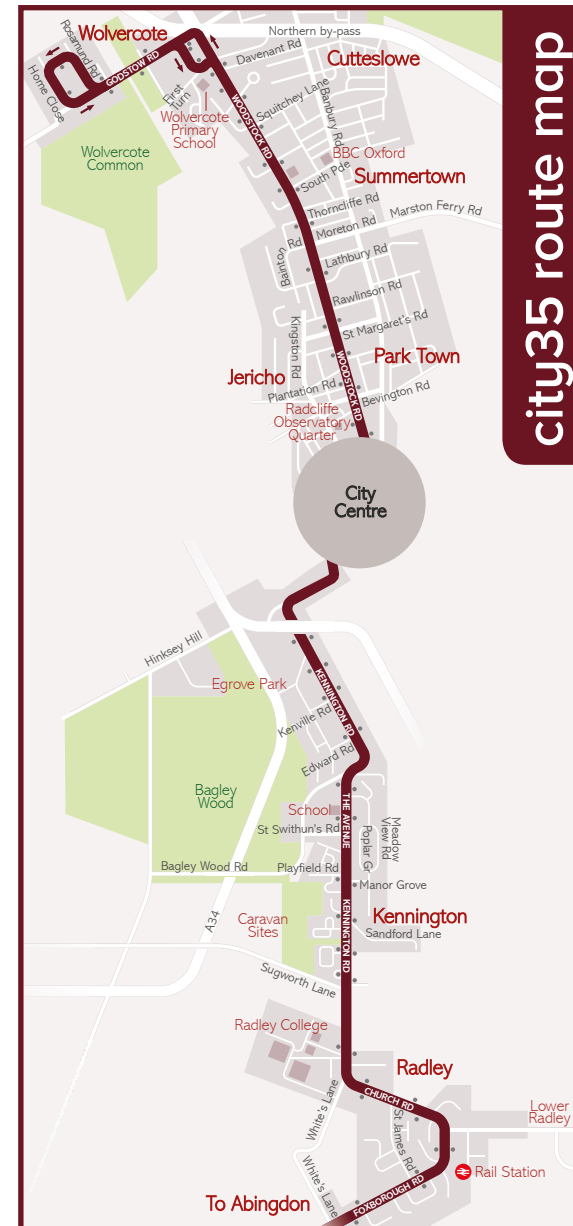 city35 route map
Wolvercote
Northern by-pass
Rosamund Rd
Davenant Rd
Cutteslowe
GODSTOW RD
Home Close
First
Turn
Squitchey Lane
Banbury Rd
WOODSTOCK RD
Wolvercote
Primary
School
Wolvercote
Common
BBC Oxford
South Pde
Summertown
Thorncliffe Rd
Marston Ferry Rd
Moreton Rd
Bainton Rd
Lathbury Rd
Rawlinson Rd
Kingston Rd
St Margaret's Rd
WOODSTOCK RD
Park Town
Jericho
Plantation Rd
Bevington Rd
Radcliffe
Observatory
Quarter
City
Centre
Hinksey Hill
Egrove Park
KENNINGTON RD
Kenville Rd
Edward Rd
Bagley
Wood
School
THE AVENUE
Meadow
View Rd
Poplar Gr
St Swithun's Rd
Bagley Wood Rd
Playfield Rd
Manor Grove
A34
Caravan
Sites
KENNINGTON RD
Kennington
Sandford Lane
Sugworth Lane
Radley College
Radley
White's Lane
CHURCH RD
Lower
Radley
St James Rd
White's Lane
Rail Station
FOXBOROUGH RD
To Abingdon